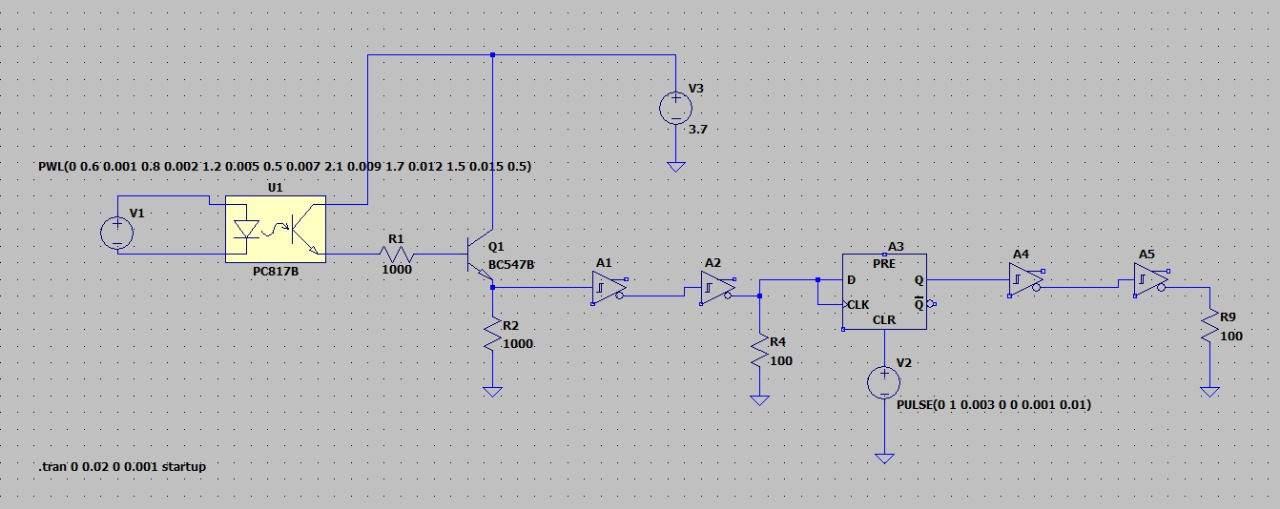 V3
3.7
PWL(0 0.6 0.001 0.8 0.002 1.2 0.005 0.5 0.007 2.1 0.009 1.7 0.012 1.5 0.015 0.5)
U1
V1
PC817B
R1
1000
Q1
BC547B
A1
A2
A3
PRE
D
Q
CLK
Q
CLR
A4
A5
R2
1000
R4
100
R9
100
V2
PULSE(0 1 0.003 0 0 0.001 0.01)
.tran 0 0.02 0 0.001 startup